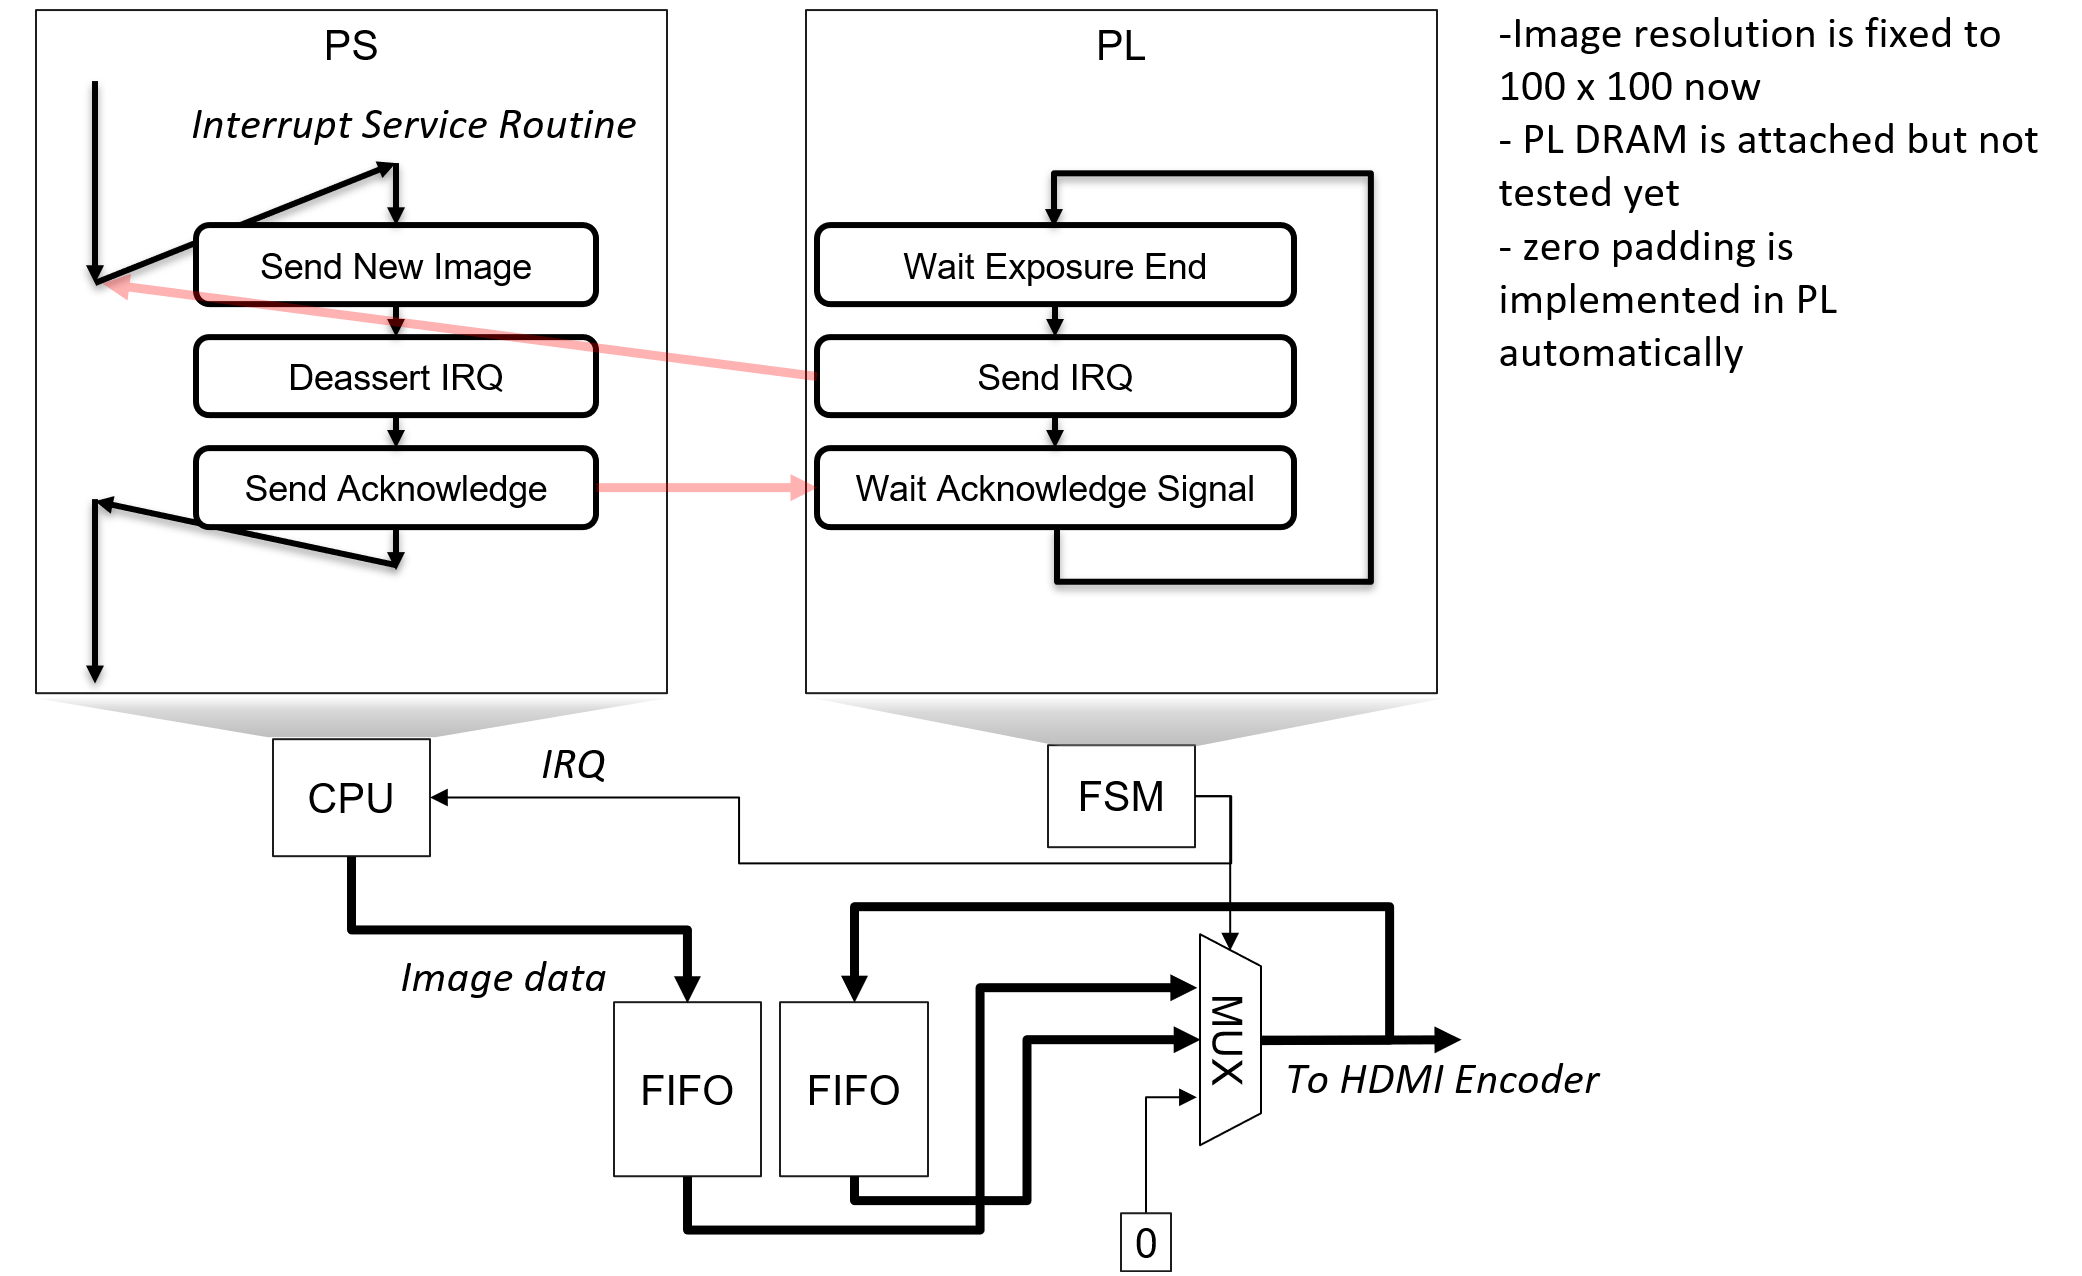 PS
Interrupt Service Routine
Send New Image
Deassert IRQ
Send Acknowledge
PL
Wait Exposure End
Send IRQ
Wait Acknowledge Signal
-Image resolution is fixed to
100 x 100 now
- PL DRAM is attached but not
tested yet
- zero padding is
implemented in PL
automatically
CPU
IRQ
FSM
Image data
FIFO
FIFO
MUX
To HDMI Encoder
0